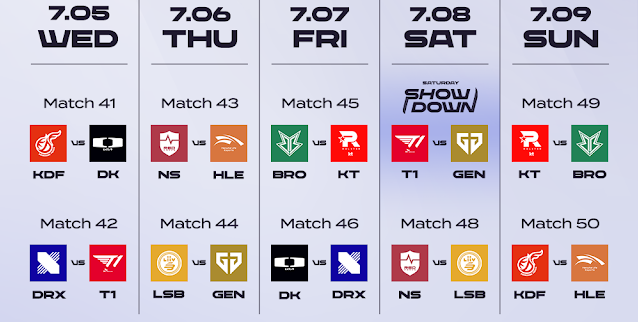 7.05
WED
7.06
THU
7.07
FRI
7.08
SAT
7.09
SUN
Match 41
Match 43
Match 45
SATURDAY
SHOW
DOWN
Match 49
vs
vs
vs
kt
vs
T1
vs
KDF
DK
NS
HLE
BRO
KT
T1
GEN
KT
BRO
Match 42
Match 44
Match 46
Match 48
Match 50
vs
vs
vs
vs
vs
DRX
T1
LSB
GEN
DK
DRX
NS
LSB
KDF
HLE